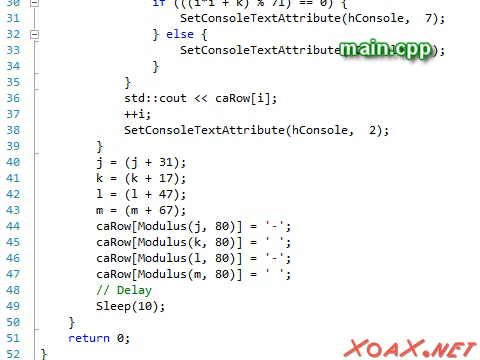 30 if (((i*i + k) % 71) == 0) {
31 SetConsoleTextAttribute(hConsole, 7);
32 } else {
33 SetConsoleTextAttribute
main.cpp
34 }
35 }
36 std::cout << caRow[i];
37 ++i;
38 SetConsoleTextAttribute(hConsole, 2);
39 }
40 j = (j + 31);
41 k = (k + 17);
42 l = (l + 47);
43 m = (m + 67);
44 caRow[Modulus(j, 80)] = '-';
45 caRow[Modulus(k, 80)] = ' ';
46 caRow[Modulus(l, 80)] = '-';
47 caRow[Modulus(m, 80)] = ' ';
48 // Delay
49 Sleep(10);
50 }
51 return 0;
52 }
XOAX.NET